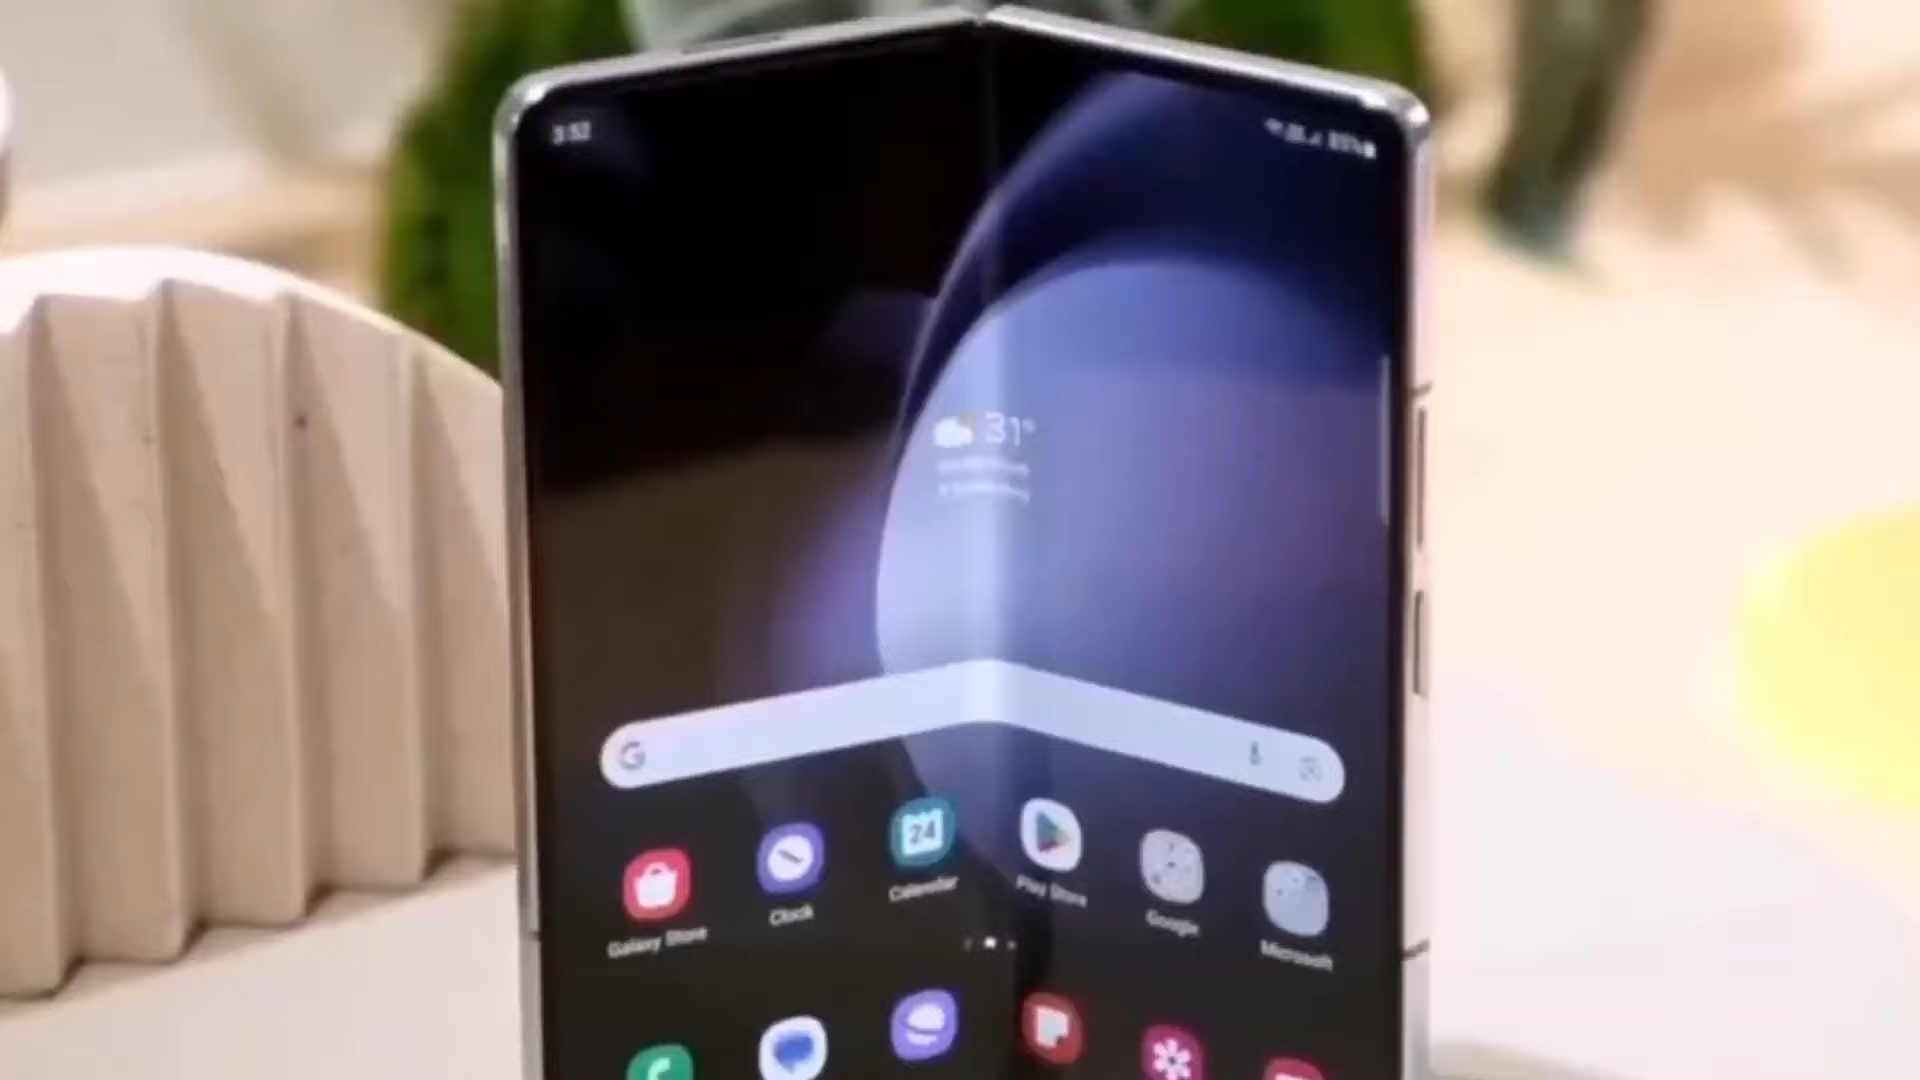 3:52
31°
G
24
Galaxy Store
Clock
Calendar
Play Store
Google
Microsoft